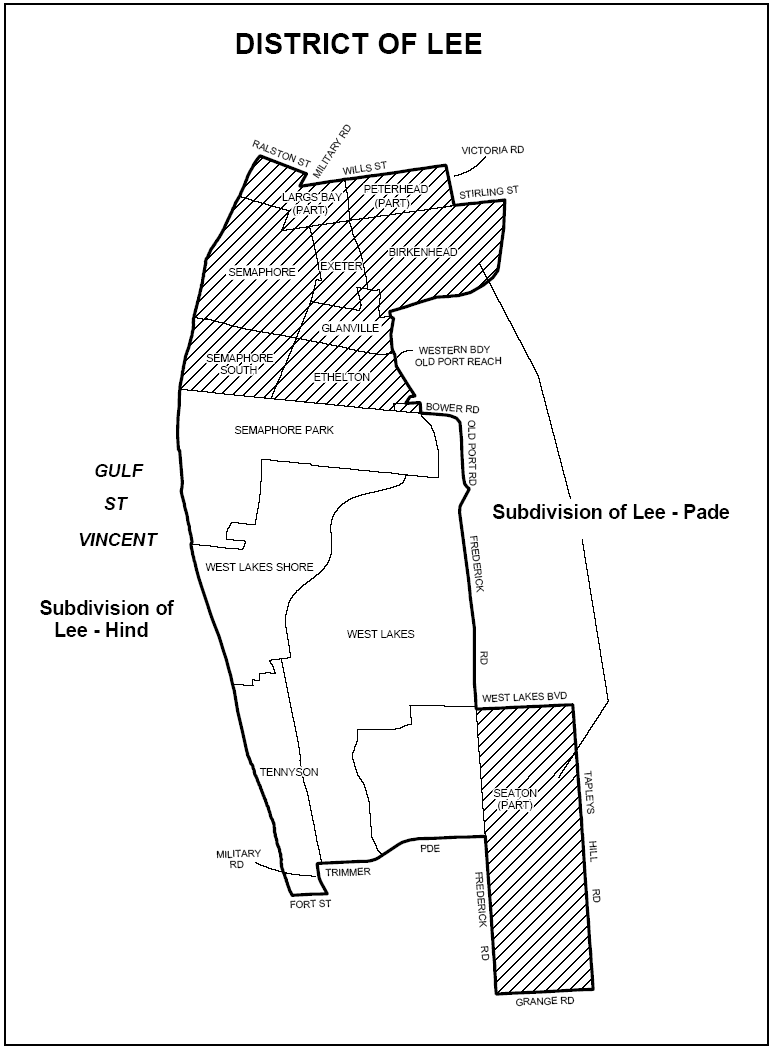 DISTRICT OF LEE
RALSTON ST
MILITARY RD
WILLS ST
VICTORIA RD
STIRLING ST
LARGS BAY
(PART)
PETERHEAD
(PART)
BIRKENHEAD
SEMAPHORE
EXETER
GLANVILLE
SEMAPHORE
SOUTH
ETHELTON
WESTERN BDY
OLD PORT REACH
BOWER RD
SEMAPHORE PARK
OLD PORT RD
GULF
ST
VINCENT
Subdivision of Lee - Pade
FREDERICK
RD
WEST LAKES SHORE
Subdivision of
Lee - Hind
WEST LAKES
WEST LAKES BVD
TENNYSON
SEATON
(PART)
TAPLEYS
HILL
RD
MILITARY
RD
TRIMMER
PDE
FORT ST
FREDERICK
RD
GRANGE RD